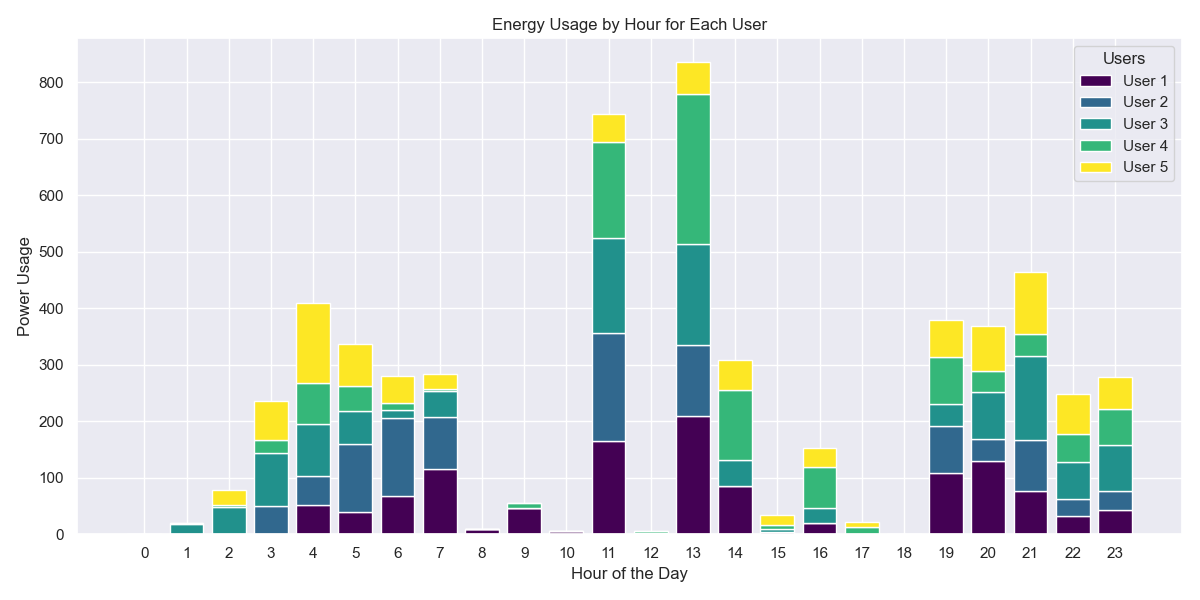 Energy Usage by Hour for Each User
Users
User 1
User 2
User 3
User 4
User 5
Power Usage
800
700
600
500
400
300
200
100
0
0 1 2 3 4 5 6 7 8 9 10 11 12 13 14 15 16 17 18 19 20 21 22 23
Hour of the Day